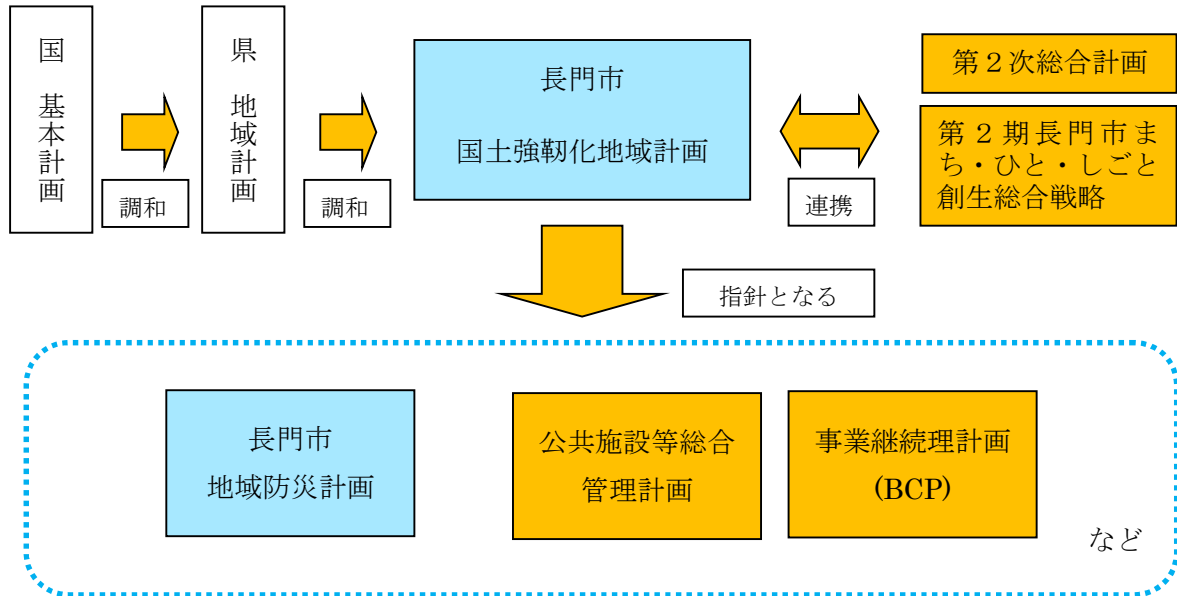 国 基本計画
調和
県 地域計画
調和
長門市
国土強靭化地域計画
連携
第２次総合計画
第２期長門市ま
ち・ひと・しごと
創生総合戦略
指針となる
長門市
地域防災計画
公共施設等総合
管理計画
事業継続理計画
(BCP)
など